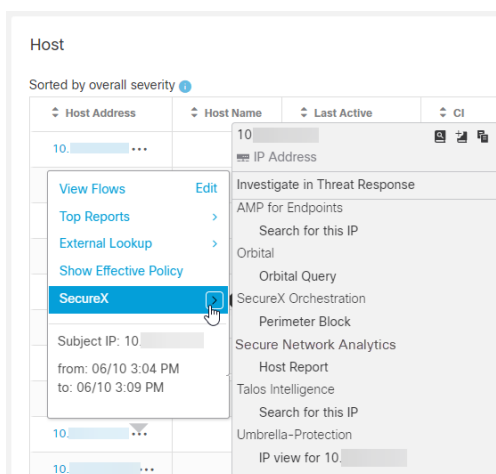 Host
Sorted by overall severity
Host Address Host Name Last Active CI
10. ...
View Flows Edit
Top Reports >
External Lookup >
Show Effective Policy
SecureX >
Subject IP: 10.
from: 06/10 3:04 PM
to: 06/10 3:09 PM
10. ...
10. ...
10
IP Address
Investigate in Threat Response
AMP for Endpoints
Search for this IP
Orbital
Orbital Query
SecureX Orchestration
Perimeter Block
Secure Network Analytics
Host Report
Talos Intelligence
Search for this IP
Umbrella-Protection
IP view for 10.